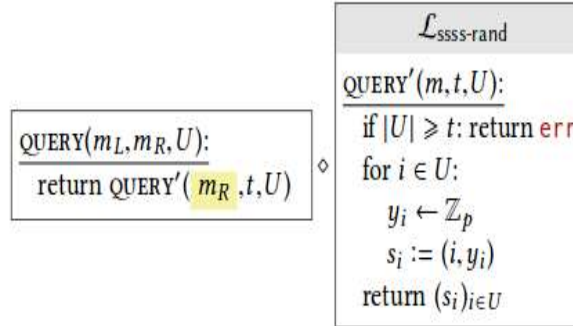 QUERY(m_L, m_R, U):
return QUERY′( m_R , t, U)
⋄
ℒ_ssss-rand
QUERY′(m, t, U):
if |U| ⩾ t: return err
for i ∈ U:
y_i ← ℤ_p
s_i := (i, y_i)
return (s_i)_{i∈U}